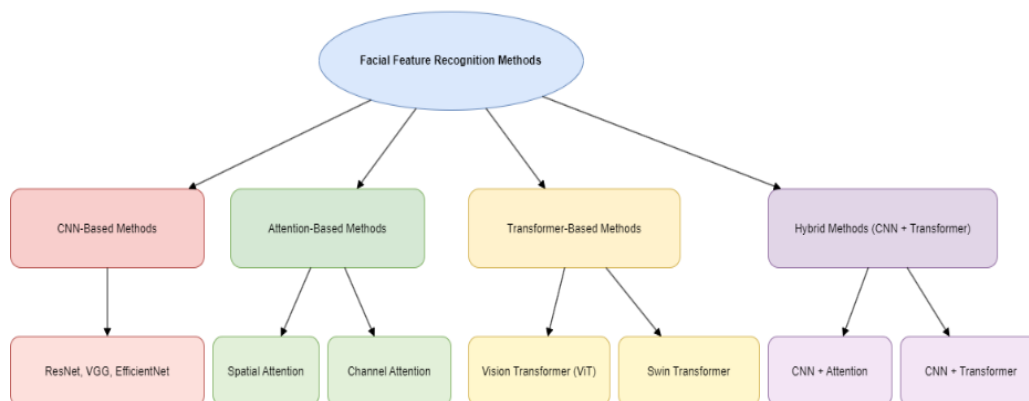 Facial Feature Recognition Methods
CNN-Based Methods
Attention-Based Methods
Transformer-Based Methods
Hybrid Methods (CNN + Transformer)
ResNet, VGG, EfficientNet
Spatial Attention
Channel Attention
Vision Transformer (ViT)
Swin Transformer
CNN + Attention
CNN + Transformer